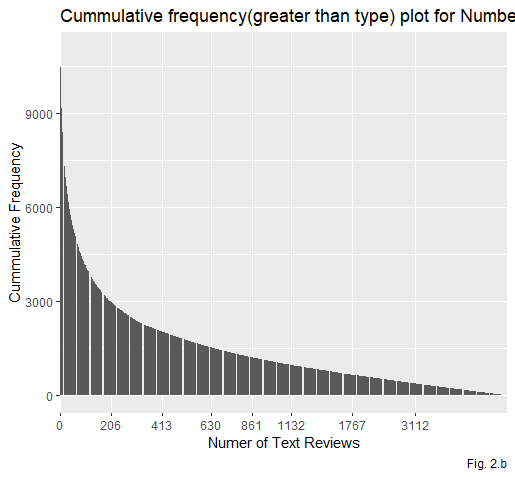 Cummulative frequency(greater than type) plot for Numbe
Cummulative Frequency
9000
6000
3000
0
0 206 413 630 861 1132 1767 3112
Numer of Text Reviews
Fig. 2.b